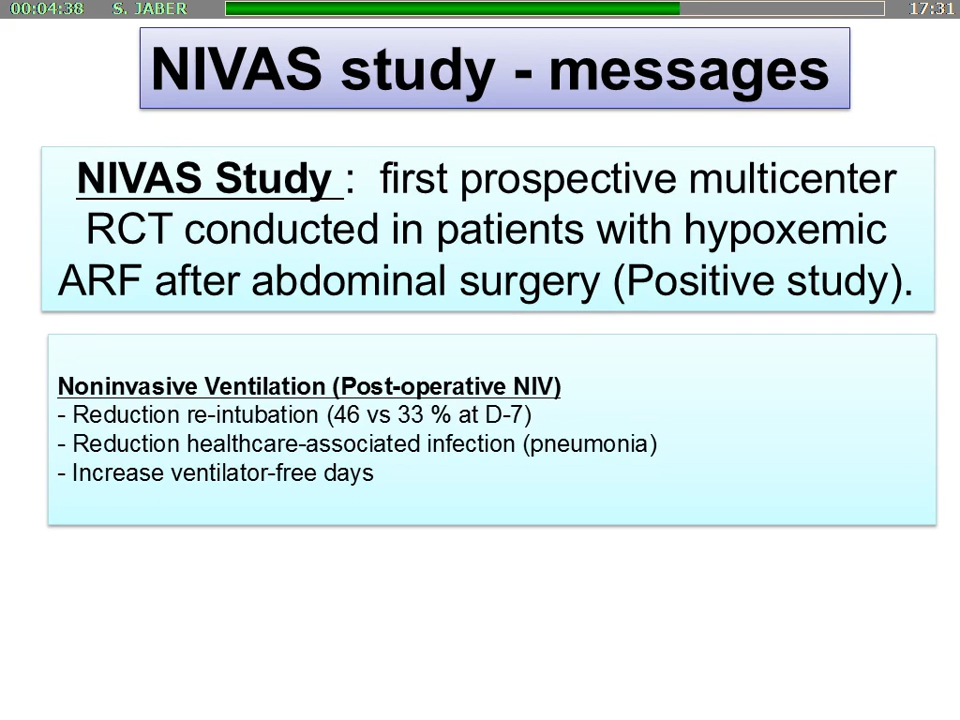 00:04:38 S. JABER 17:31
NIVAS study - messages
NIVAS Study : first prospective multicenter
RCT conducted in patients with hypoxemic
ARF after abdominal surgery (Positive study).
Noninvasive Ventilation (Post-operative NIV)
- Reduction re-intubation (46 vs 33 % at D-7)
- Reduction healthcare-associated infection (pneumonia)
- Increase ventilator-free days